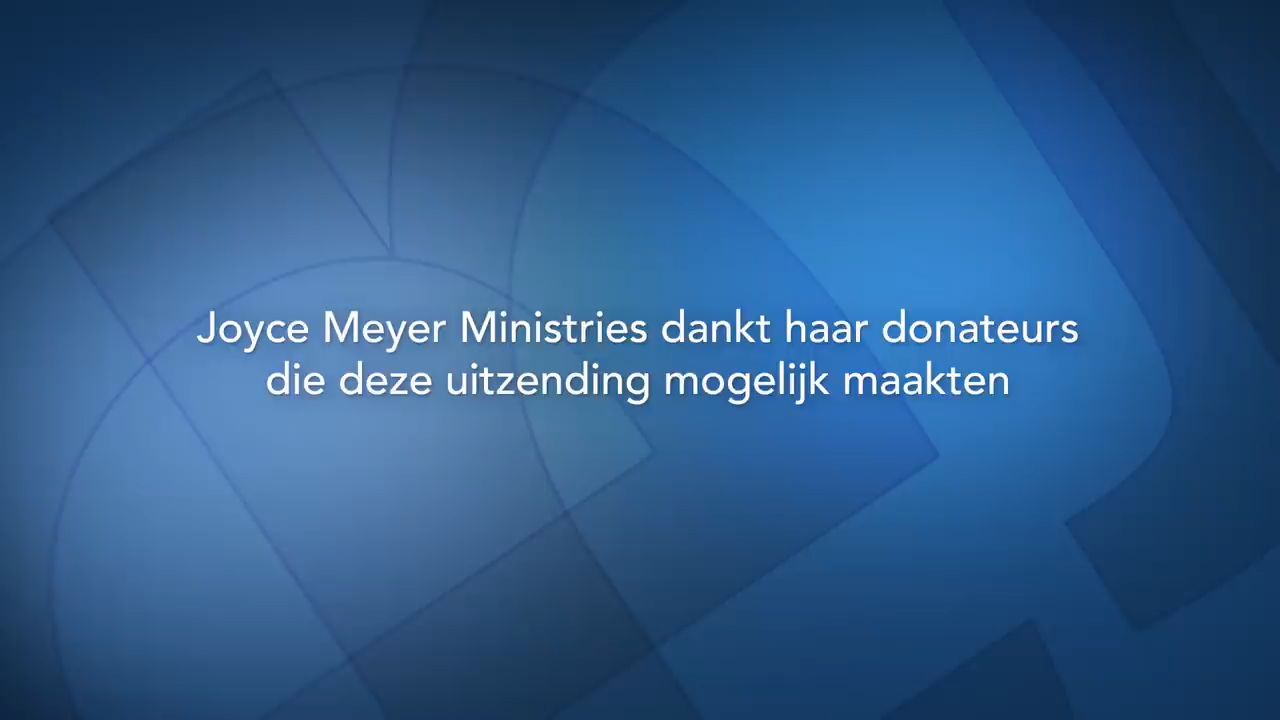 Joyce Meyer Ministries dankt haar donateurs
die deze uitzending mogelijk maakten